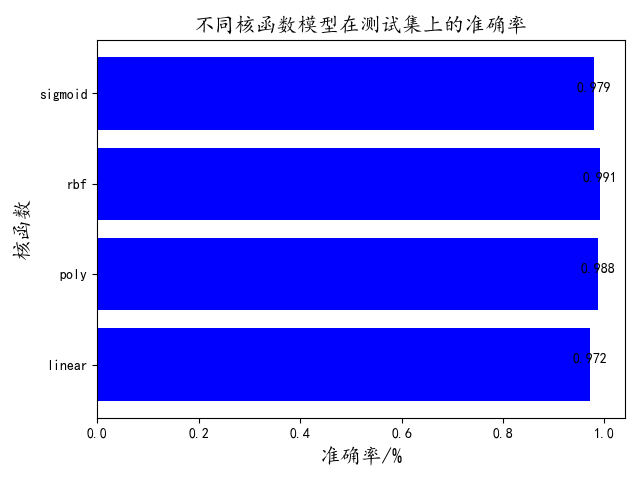 不同核函数模型在测试集上的准确率
核函数
sigmoid
0.979
rbf
0.991
poly
0.988
linear
0.972
0.0 0.2 0.4 0.6 0.8 1.0
准确率/%